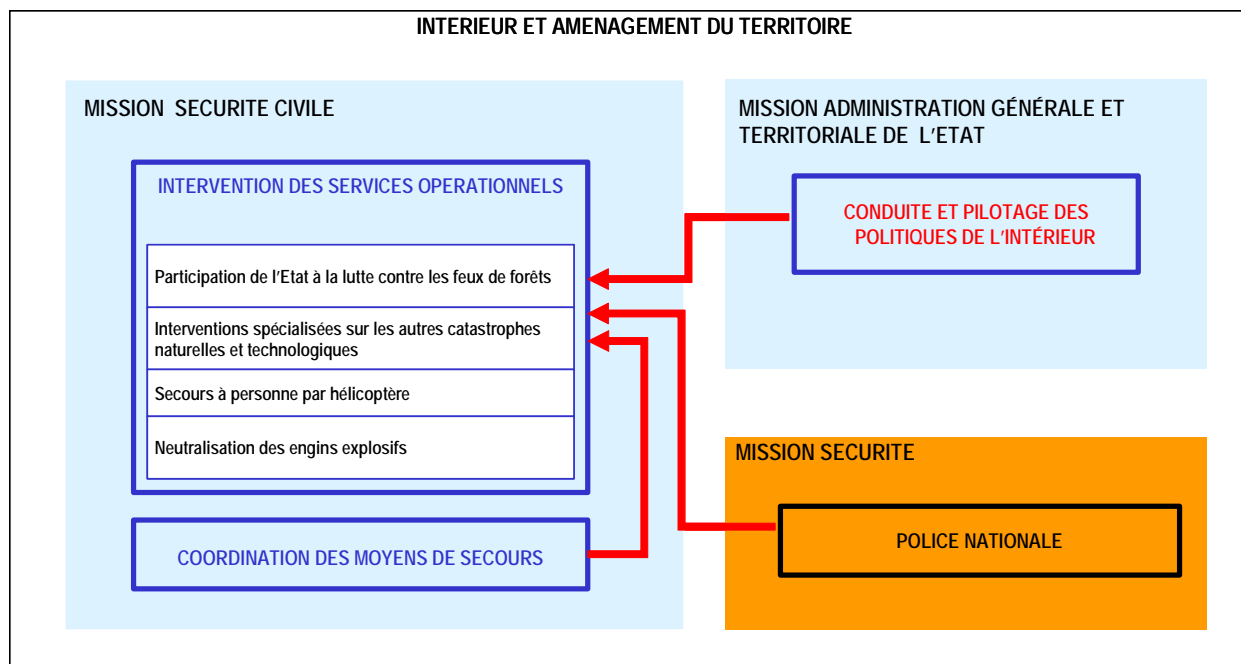 INTERIEUR ET AMENAGEMENT DU TERRITOIRE
MISSION SECURITE CIVILE
INTERVENTION DES SERVICES OPERATIONNELS
Participation de l'Etat à la lutte contre les feux de forêts
Interventions spécialisées sur les autres catastrophes
naturelles et technologiques
Secours à personne par hélicoptère
Neutralisation des engins explosifs
COORDINATION DES MOYENS DE SECOURS
MISSION ADMINISTRATION GÉNÉRALE ET
TERRITORIALE DE L'ETAT
CONDUITE ET PILOTAGE DES
POLITIQUES DE L'INTÉRIEUR
MISSION SECURITE
POLICE NATIONALE